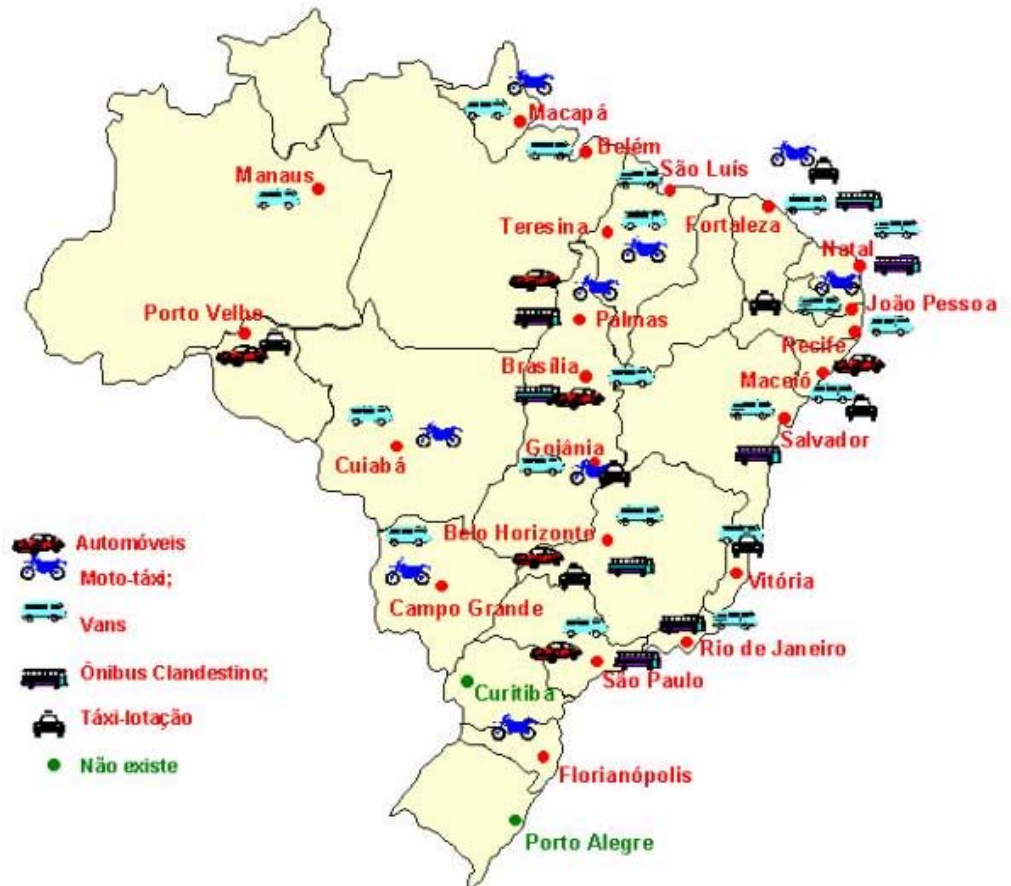 Macapá
Belém
Manaus
São Luís
Teresina
Fortaleza
Natal
Porto Velho
Palmas
João Pessoa
Recife
Brasília
Maceió
Salvador
Cuiabá
Goiânia
Belo Horizonte
Automóveis
Moto-táxi;
Vitória
Campo Grande
Vans
Rio de Janeiro
São Paulo
Ônibus Clandestino;
Curitiba
Táxi-lotação
Não existe
Florianópolis
Porto Alegre